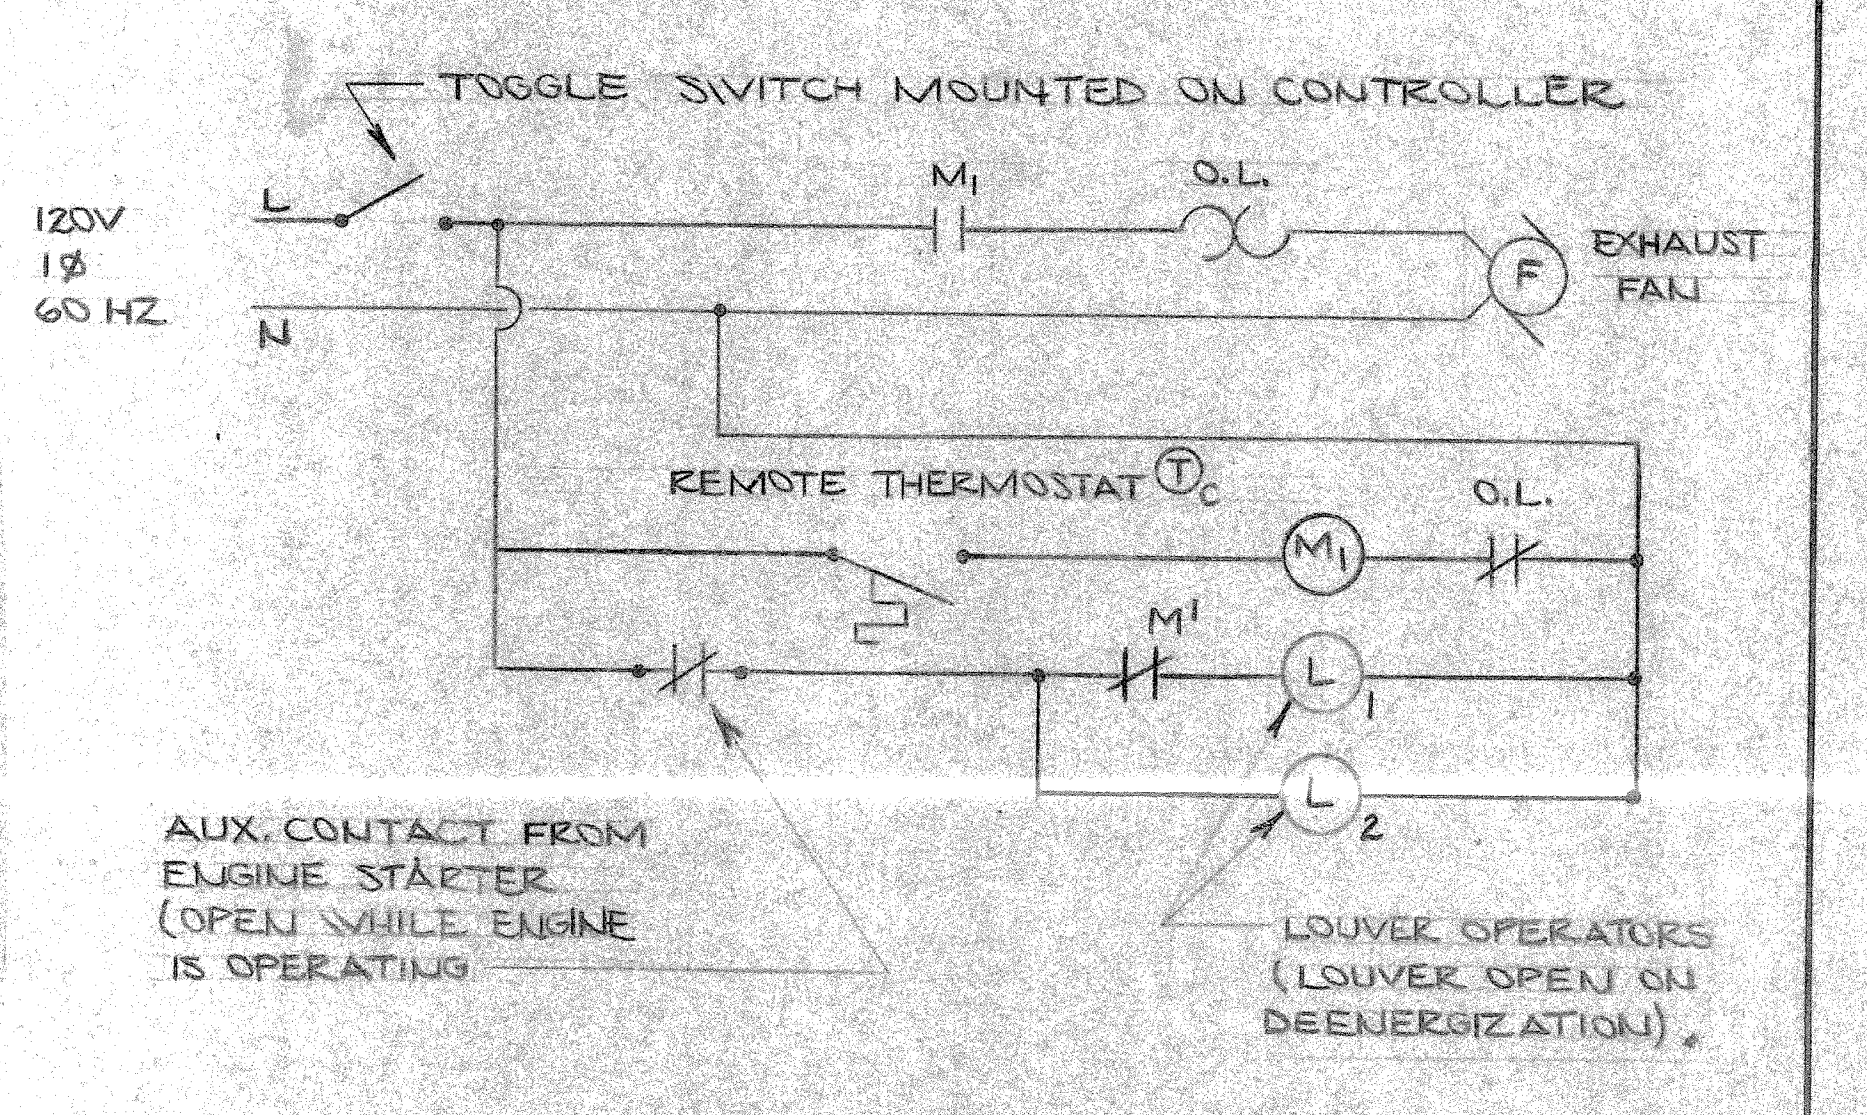 TOGGLE SWITCH MOUNTED ON CONTROLLER
M1
O.L.
L
120V
1Ø
60 HZ
N
F
EXHAUST
FAN
REMOTE THERMOSTAT T C
O.L.
M1
M1
L 1
L 2
AUX. CONTACT FROM
ENGINE STARTER
(OPEN WHILE ENGINE
IS OPERATING
LOUVER OPERATORS
(LOUVER OPEN ON
DEENERGIZATION).